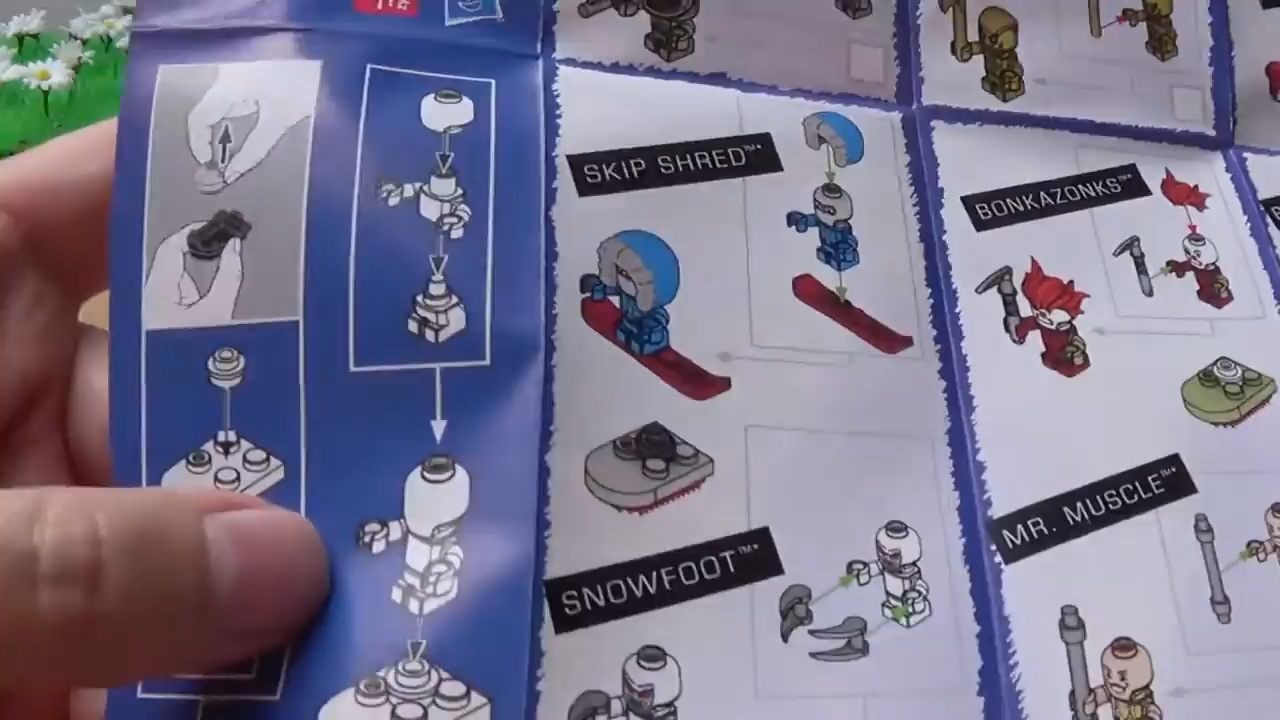 SKIP SHRED™*
BONKAZONKS™*
MR. MUSCLE™*
SNOWFOOT™*